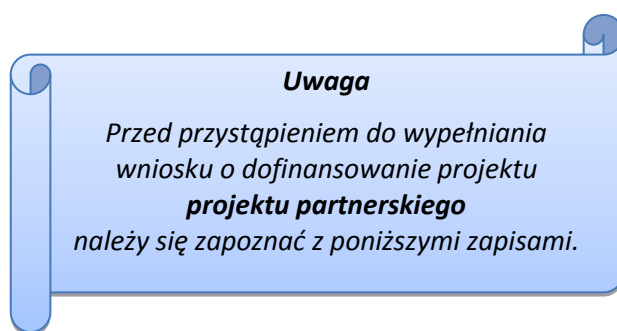 Uwaga
Przed przystąpieniem do wypełniania
wniosku o dofinansowanie projektu
projektu partnerskiego
należy się zapoznać z poniższymi zapisami.